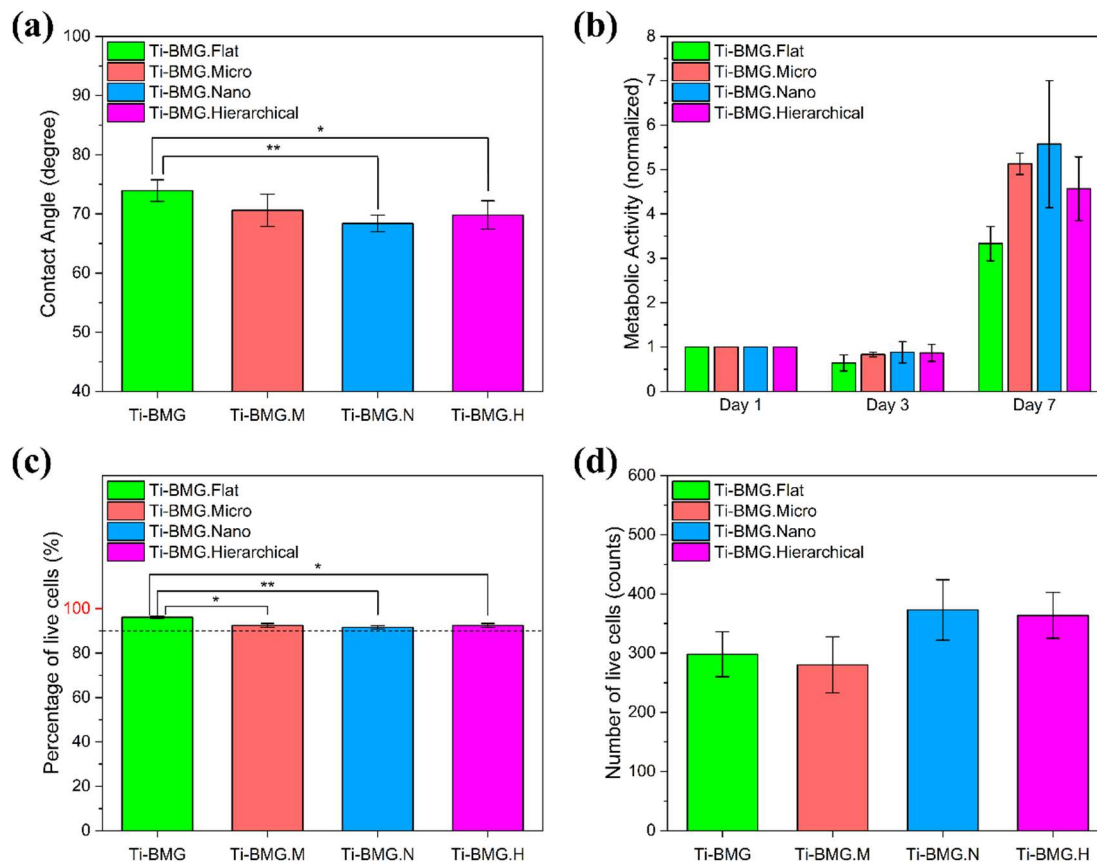 (a)
Contact Angle (degree)
100
90
80
70
60
50
40
Ti-BMG.Flat
Ti-BMG.Micro
Ti-BMG.Nano
Ti-BMG.Hierarchical
*
**
Ti-BMG Ti-BMG.M Ti-BMG.N Ti-BMG.H
(b)
Metabolic Activity (normalized)
8
7
6
5
4
3
2
1
0
Ti-BMG.Flat
Ti-BMG.Micro
Ti-BMG.Nano
Ti-BMG.Hierarchical
Day 1 Day 3 Day 7
(c)
Percentage of live cells (%)
100
80
60
40
20
0
Ti-BMG.Flat
Ti-BMG.Micro
Ti-BMG.Nano
Ti-BMG.Hierarchical
*
**
*
Ti-BMG Ti-BMG.M Ti-BMG.N Ti-BMG.H
(d)
Number of live cells (counts)
600
500
400
300
200
100
0
Ti-BMG.Flat
Ti-BMG.Micro
Ti-BMG.Nano
Ti-BMG.Hierarchical
Ti-BMG Ti-BMG.M Ti-BMG.N Ti-BMG.H